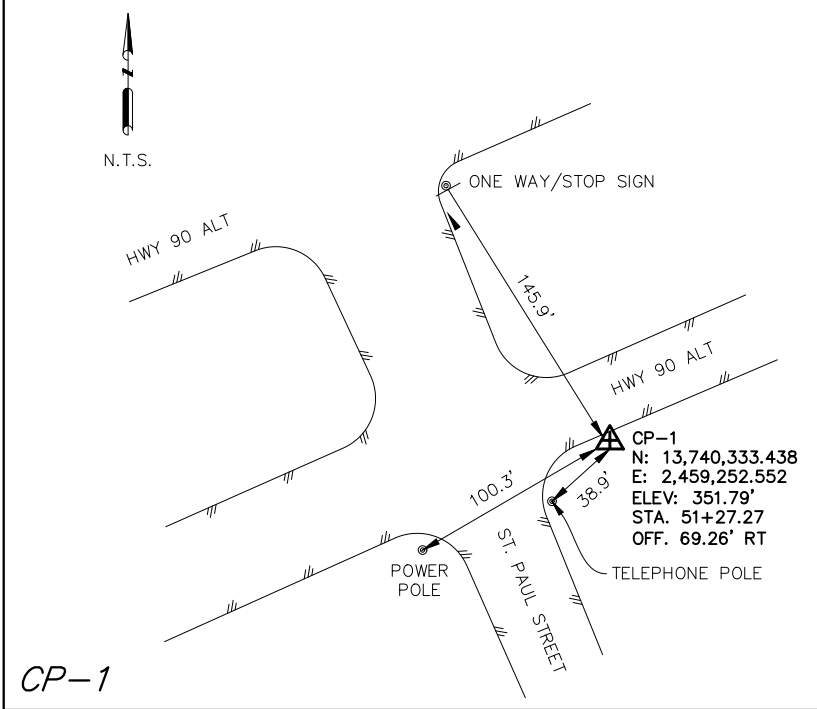 N
N.T.S.
ONE WAY/STOP SIGN
HWY 90 ALT
145.9'
HWY 90 ALT
CP-1
N: 13,740,333.438
E: 2,459,252.552
ELEV: 351.79'
STA. 51+27.27
OFF. 69.26' RT
100.3'
38.9'
ST. PAUL STREET
POWER
POLE
TELEPHONE POLE
CP-1